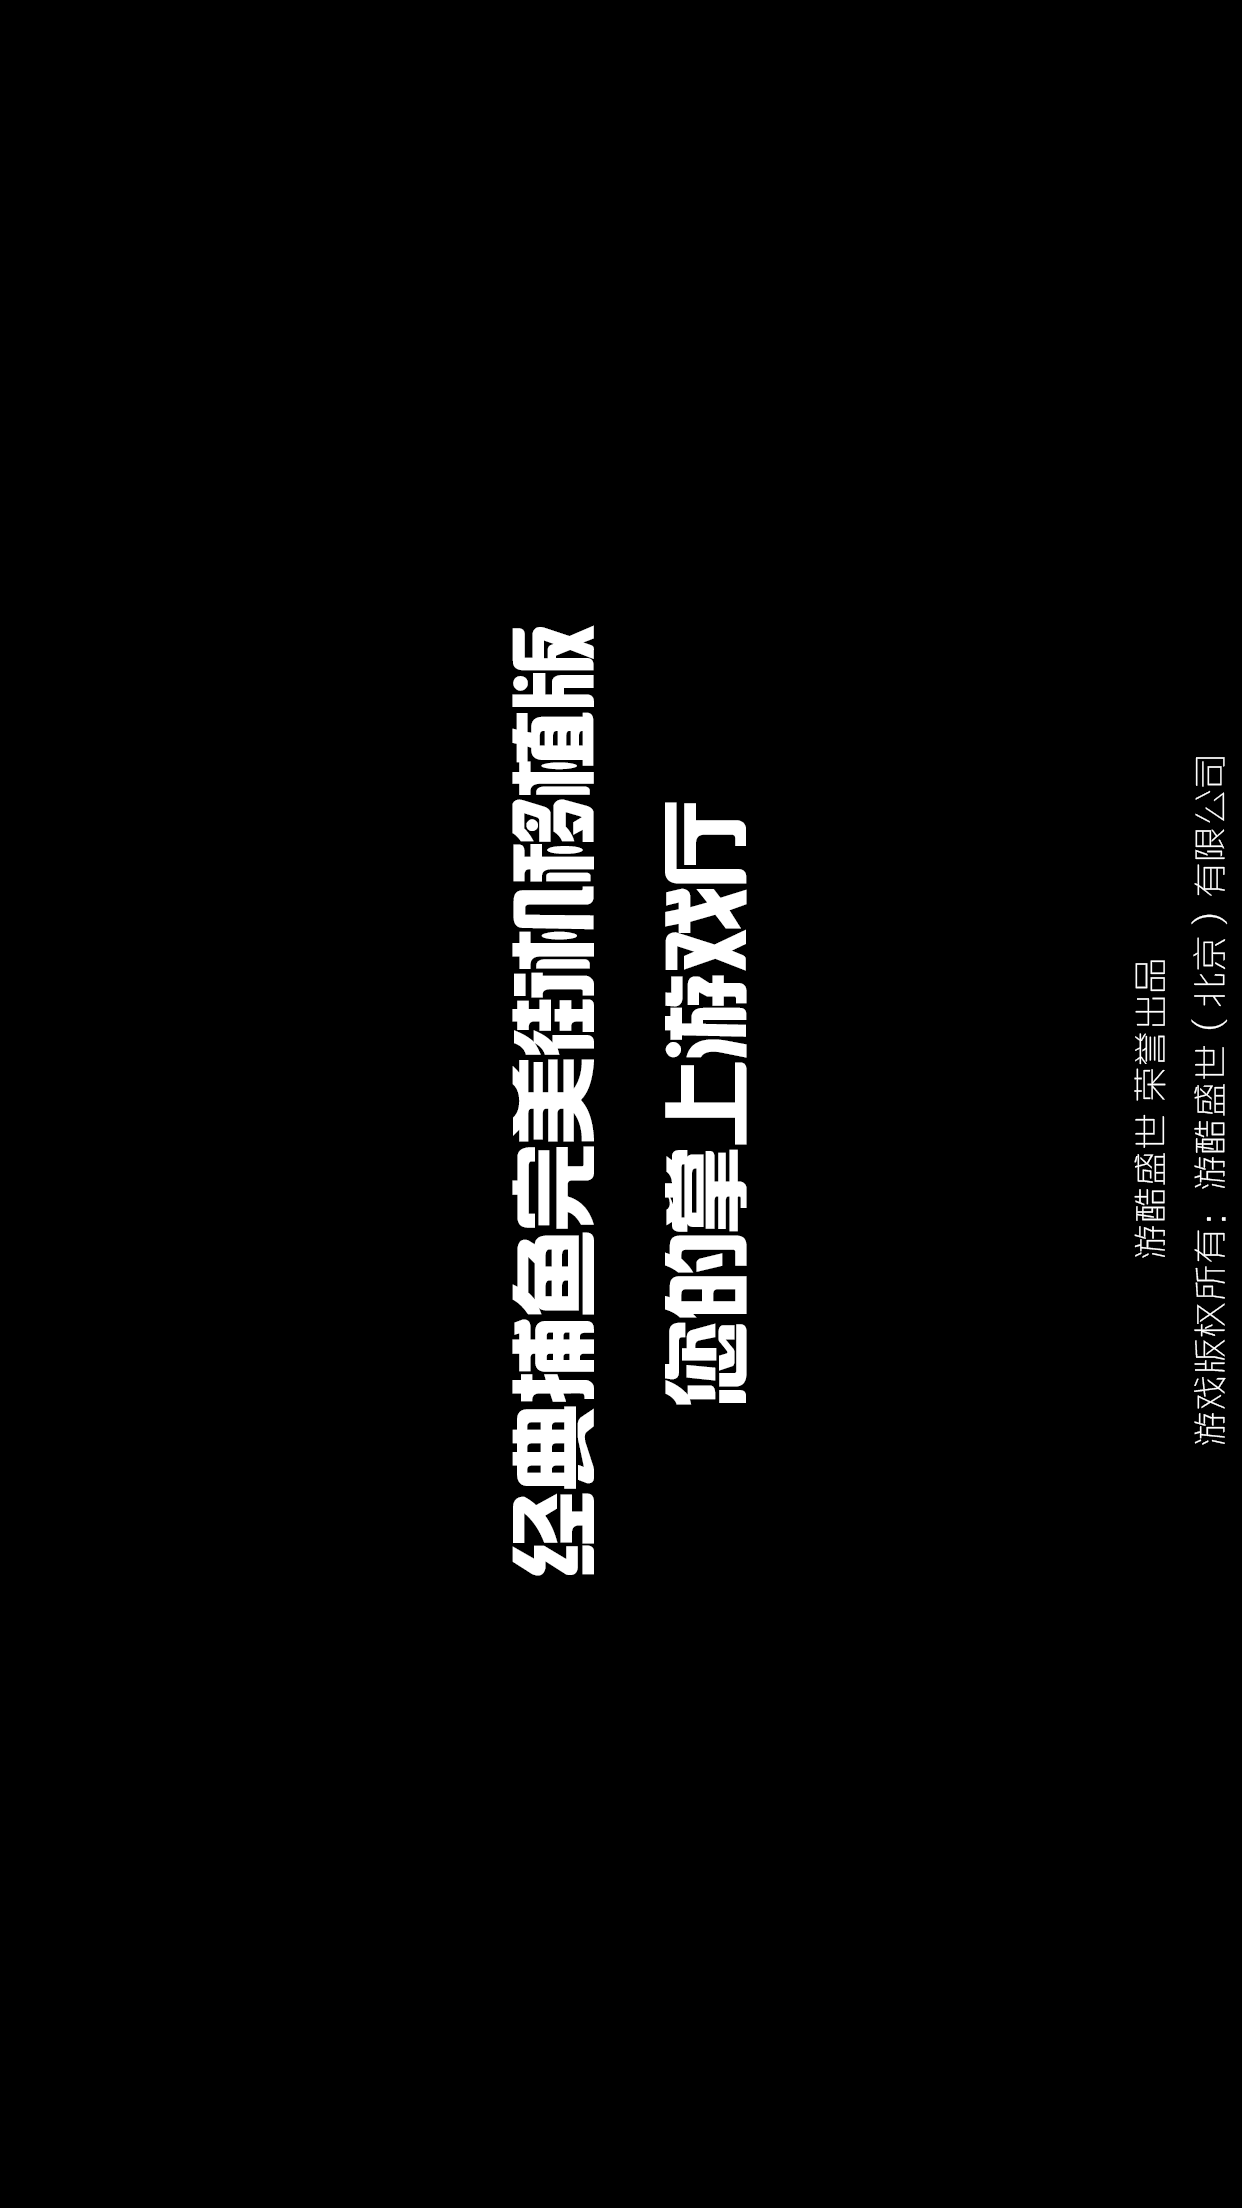 经典捕鱼完美街机移植版
您的掌上游戏厅
游酷盛世 荣誉出品
游戏版权所有：游酷盛世（北京）有限公司